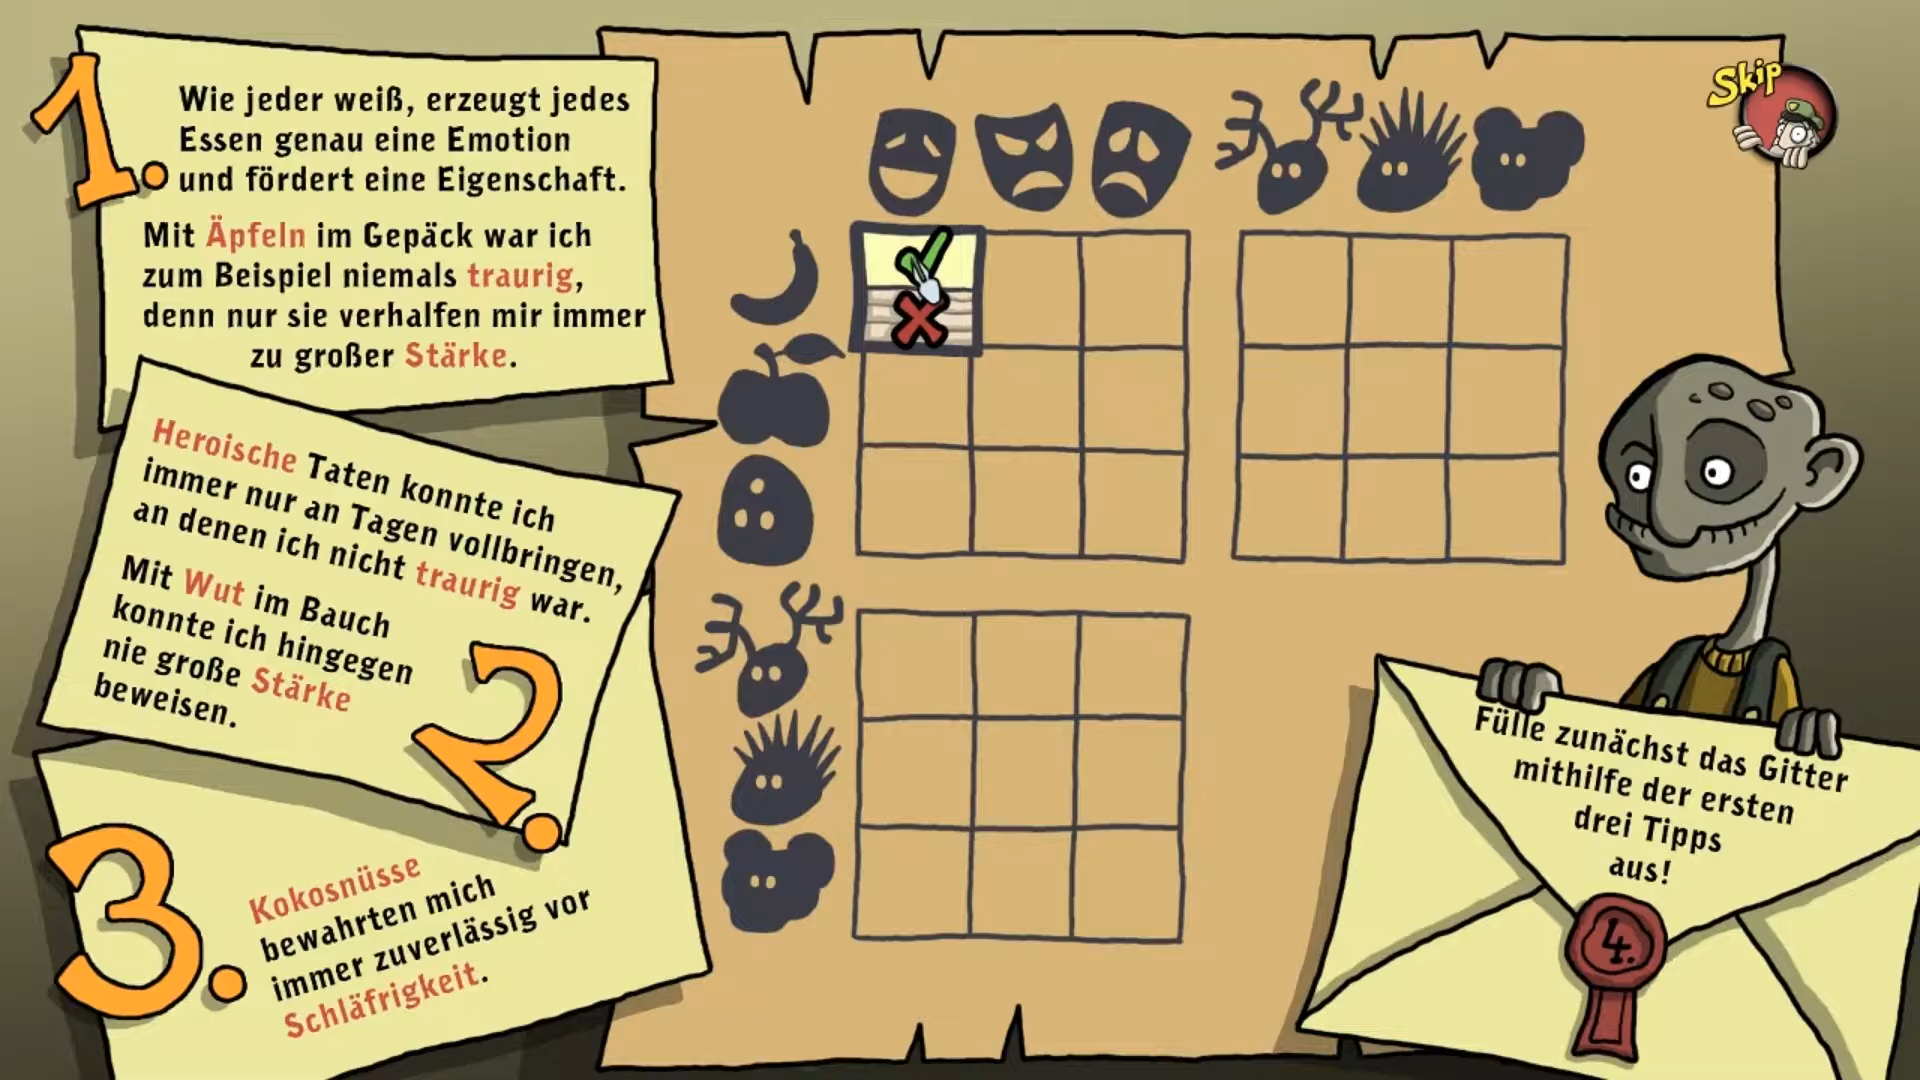 1.
Wie jeder weiß, erzeugt jedes
Essen genau eine Emotion
und fördert eine Eigenschaft.
Mit Äpfeln im Gepäck war ich
zum Beispiel niemals traurig,
denn nur sie verhalfen mir immer
zu großer Stärke.
2.
Heroische Taten konnte ich
immer nur an Tagen vollbringen,
an denen ich nicht traurig war.
Mit Wut im Bauch
konnte ich hingegen
nie große Stärke
beweisen.
3.
Kokosnüsse
bewahrten mich
immer zuverlässig vor
Schläfrigkeit.
Skip
Fülle zunächst das Gitter
mithilfe der ersten
drei Tipps
aus!
4.